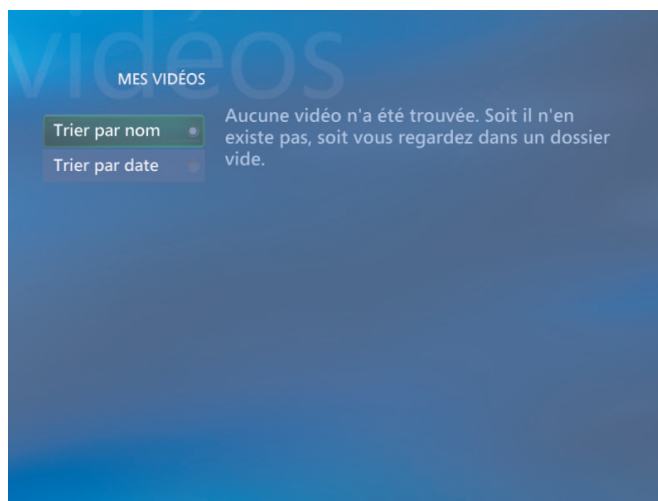 vidéos
MES VIDÉOS
Trier par nom
Trier par date
Aucune vidéo n'a été trouvée. Soit il n'en
existe pas, soit vous regardez dans un dossier
vide.